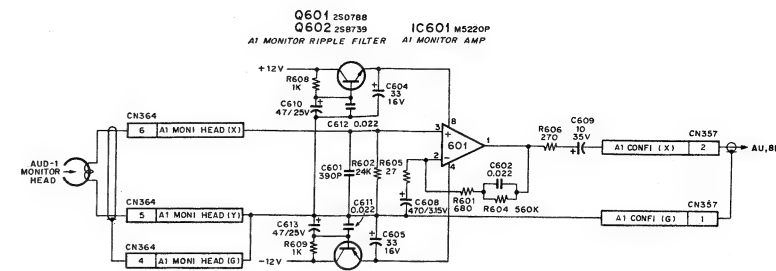 Q601 2SD788
Q602 2SB739
A1 MONITOR RIPPLE FILTER
IC601 M5220P
A1 MONITOR AMP
+12V
R608
1K
C610
47/25V
C604
33
16V
C612 0.022
CN364
6 A1 MONI HEAD (X)
AUD-1
MONITOR
HEAD
C601
390P
R602
24K
R605
27
3
+
8
601
1
2
-
4
R606
270
C609
10
35V
CN357
A1 CONFI (X) 2
AU,
C602
0.022
R601
680
R604 560K
C608
470/3.15V
CN364
5 A1 MONI HEAD (Y)
C613
47/25V
C611
0.022
CN357
A1 CONFI (G) 1
CN364
4 A1 MONI HEAD (G)
R609
1K
C605
33
16V
-12V